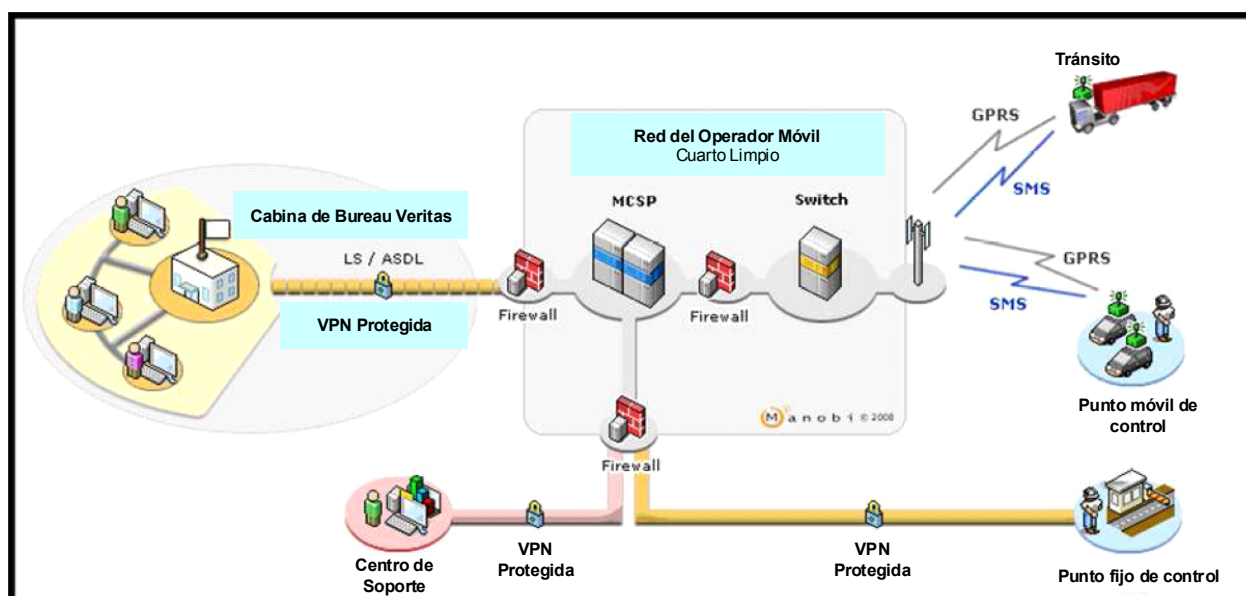 Tránsito
GPRS
SMS
Red del Operador Móvil
Cuarto Limpio
MCSP
Switch
Cabina de Bureau Veritas
LS / ASDL
VPN Protegida
Firewall
Firewall
GPRS
SMS
Punto móvil de
control
Manobi © 2008
Firewall
VPN
Protegida
VPN
Protegida
Centro de
Soporte
Punto fijo de control